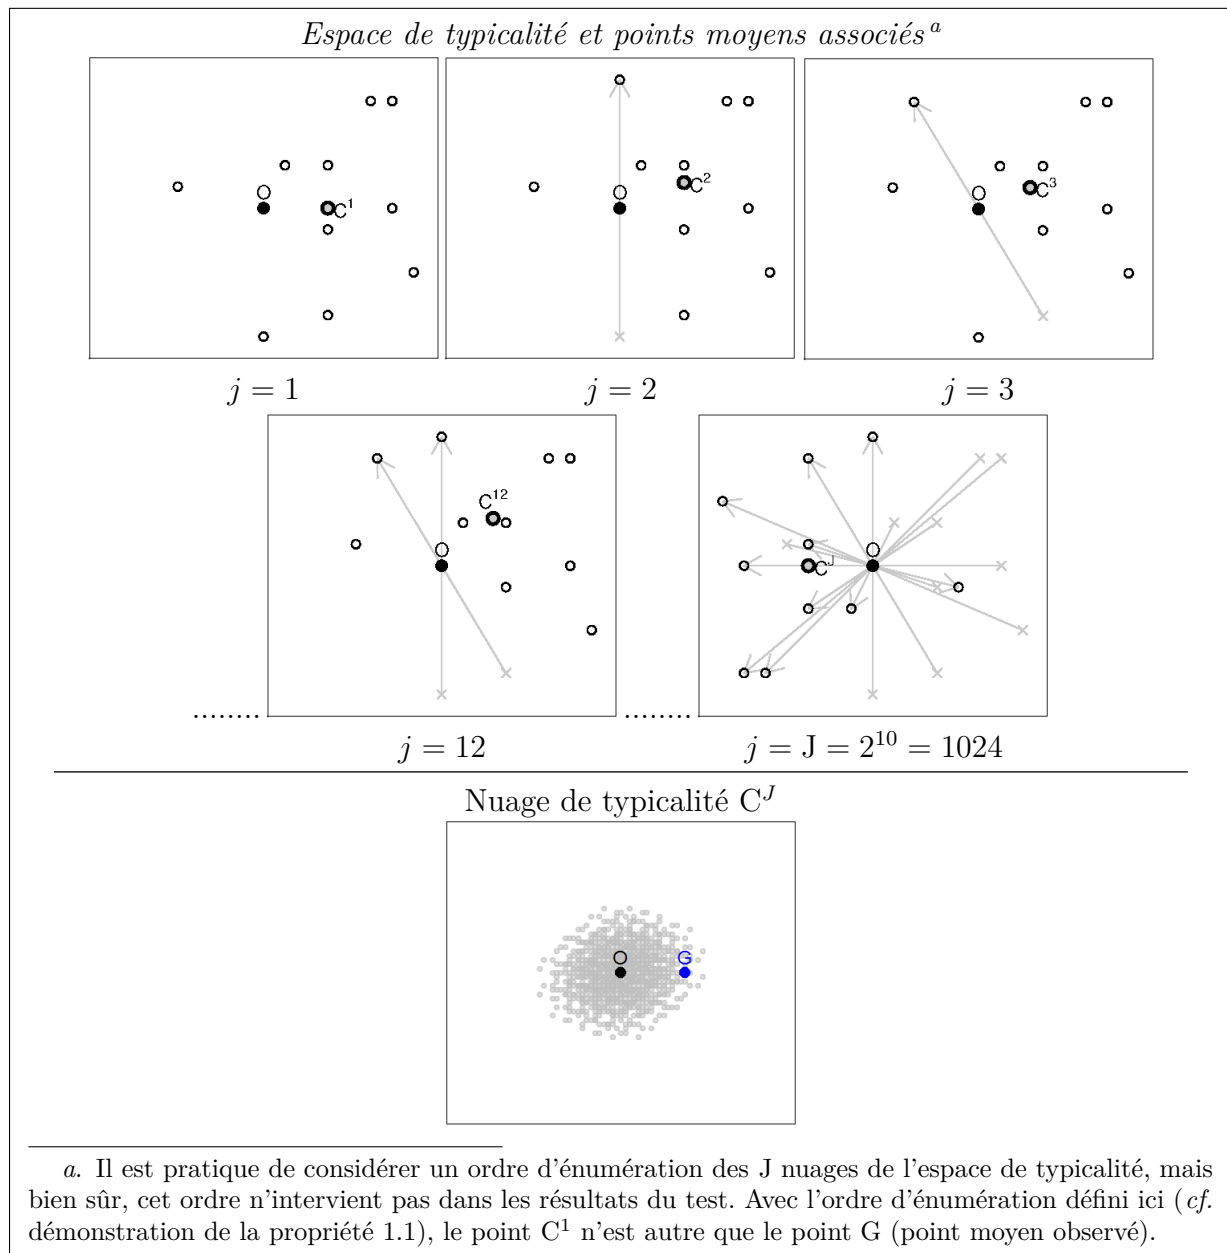 Espace de typicalité et points moyens associés a
O C1
O C2
O C3
j = 1 j = 2 j = 3
C12 O
O CJ
........ ........
j = 12 j = J = 2^10 = 1024
Nuage de typicalité C^J
O G
a. Il est pratique de considérer un ordre d'énumération des J nuages de l'espace de typicalité, mais
bien sûr, cet ordre n'intervient pas dans les résultats du test. Avec l'ordre d'énumération défini ici (cf.
démonstration de la propriété 1.1), le point C^1 n'est autre que le point G (point moyen observé).